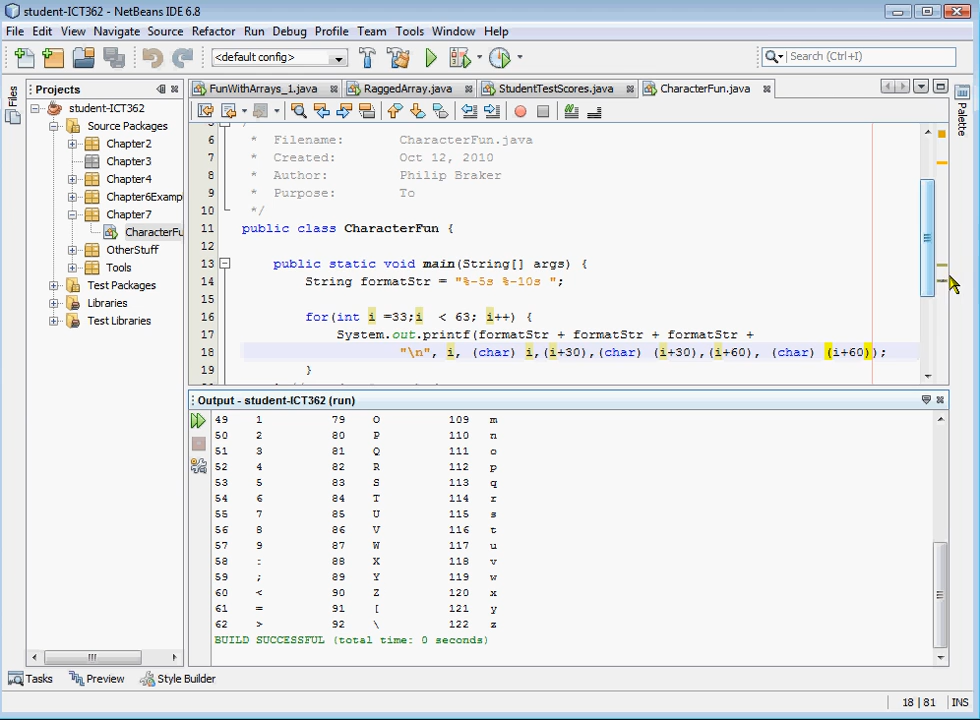 student-ICT362 - NetBeans IDE 6.8
File Edit View Navigate Source Refactor Run Debug Profile Team Tools Window Help
<default config>
Search (Ctrl+I)
Files
Projects
student-ICT362
Source Packages
Chapter2
Chapter3
Chapter4
Chapter6Examp
Chapter7
CharacterFu
OtherStuff
Tools
Test Packages
Libraries
Test Libraries
FunWithArrays_1.java RaggedArray.java StudentTestScores.java CharacterFun.java
6 * Filename: CharacterFun.java
7 * Created: Oct 12, 2010
8 * Author: Philip Braker
9 * Purpose: To
10 */
11 public class CharacterFun {
12
13 public static void main(String[] args) {
14 String formatStr = "%-5s %-10s ";
15
16 for(int i =33;i < 63; i++) {
17 System.out.printf(formatStr + formatStr + formatStr +
18 "\n", i, (char) i,(i+30),(char) (i+30),(i+60), (char) (i+60));
19 }
Palette
Output - student-ICT362 (run)
49 1 79 O 109 m
50 2 80 P 110 n
51 3 81 Q 111 o
52 4 82 R 112 p
53 5 83 S 113 q
54 6 84 T 114 r
55 7 85 U 115 s
56 8 86 V 116 t
57 9 87 W 117 u
58 : 88 X 118 v
59 ; 89 Y 119 w
60 < 90 Z 120 x
61 = 91 [ 121 y
62 > 92 \ 122 z
BUILD SUCCESSFUL (total time: 0 seconds)
Tasks Preview Style Builder
18 | 81 INS